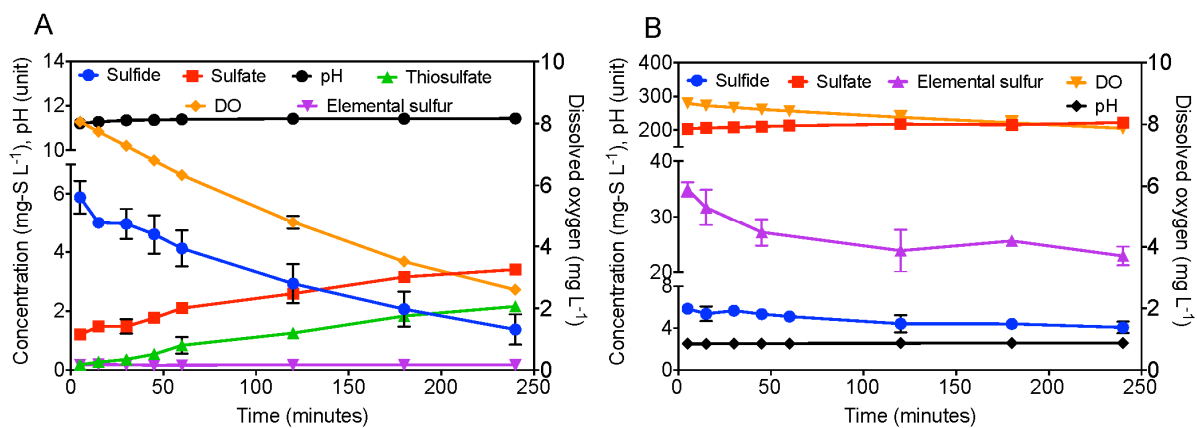 A
Concentration (mg-S L⁻¹), pH (unit)
14
12
10
6
4
2
0
Sulfide Sulfate pH Thiosulfate
DO Elemental sulfur
10
8
6
4
2
0
Dissolved oxygen (mg L⁻¹)
0 50 100 150 200 250
Time (minutes)
B
Concentration (mg-S L⁻¹), pH (unit)
400
300
200
40
30
20
8
4
0
Sulfide Sulfate Elemental sulfur DO
pH
10
8
6
4
2
0
Dissolved oxygen (mg L⁻¹)
0 50 100 150 200 250
Time (minutes)